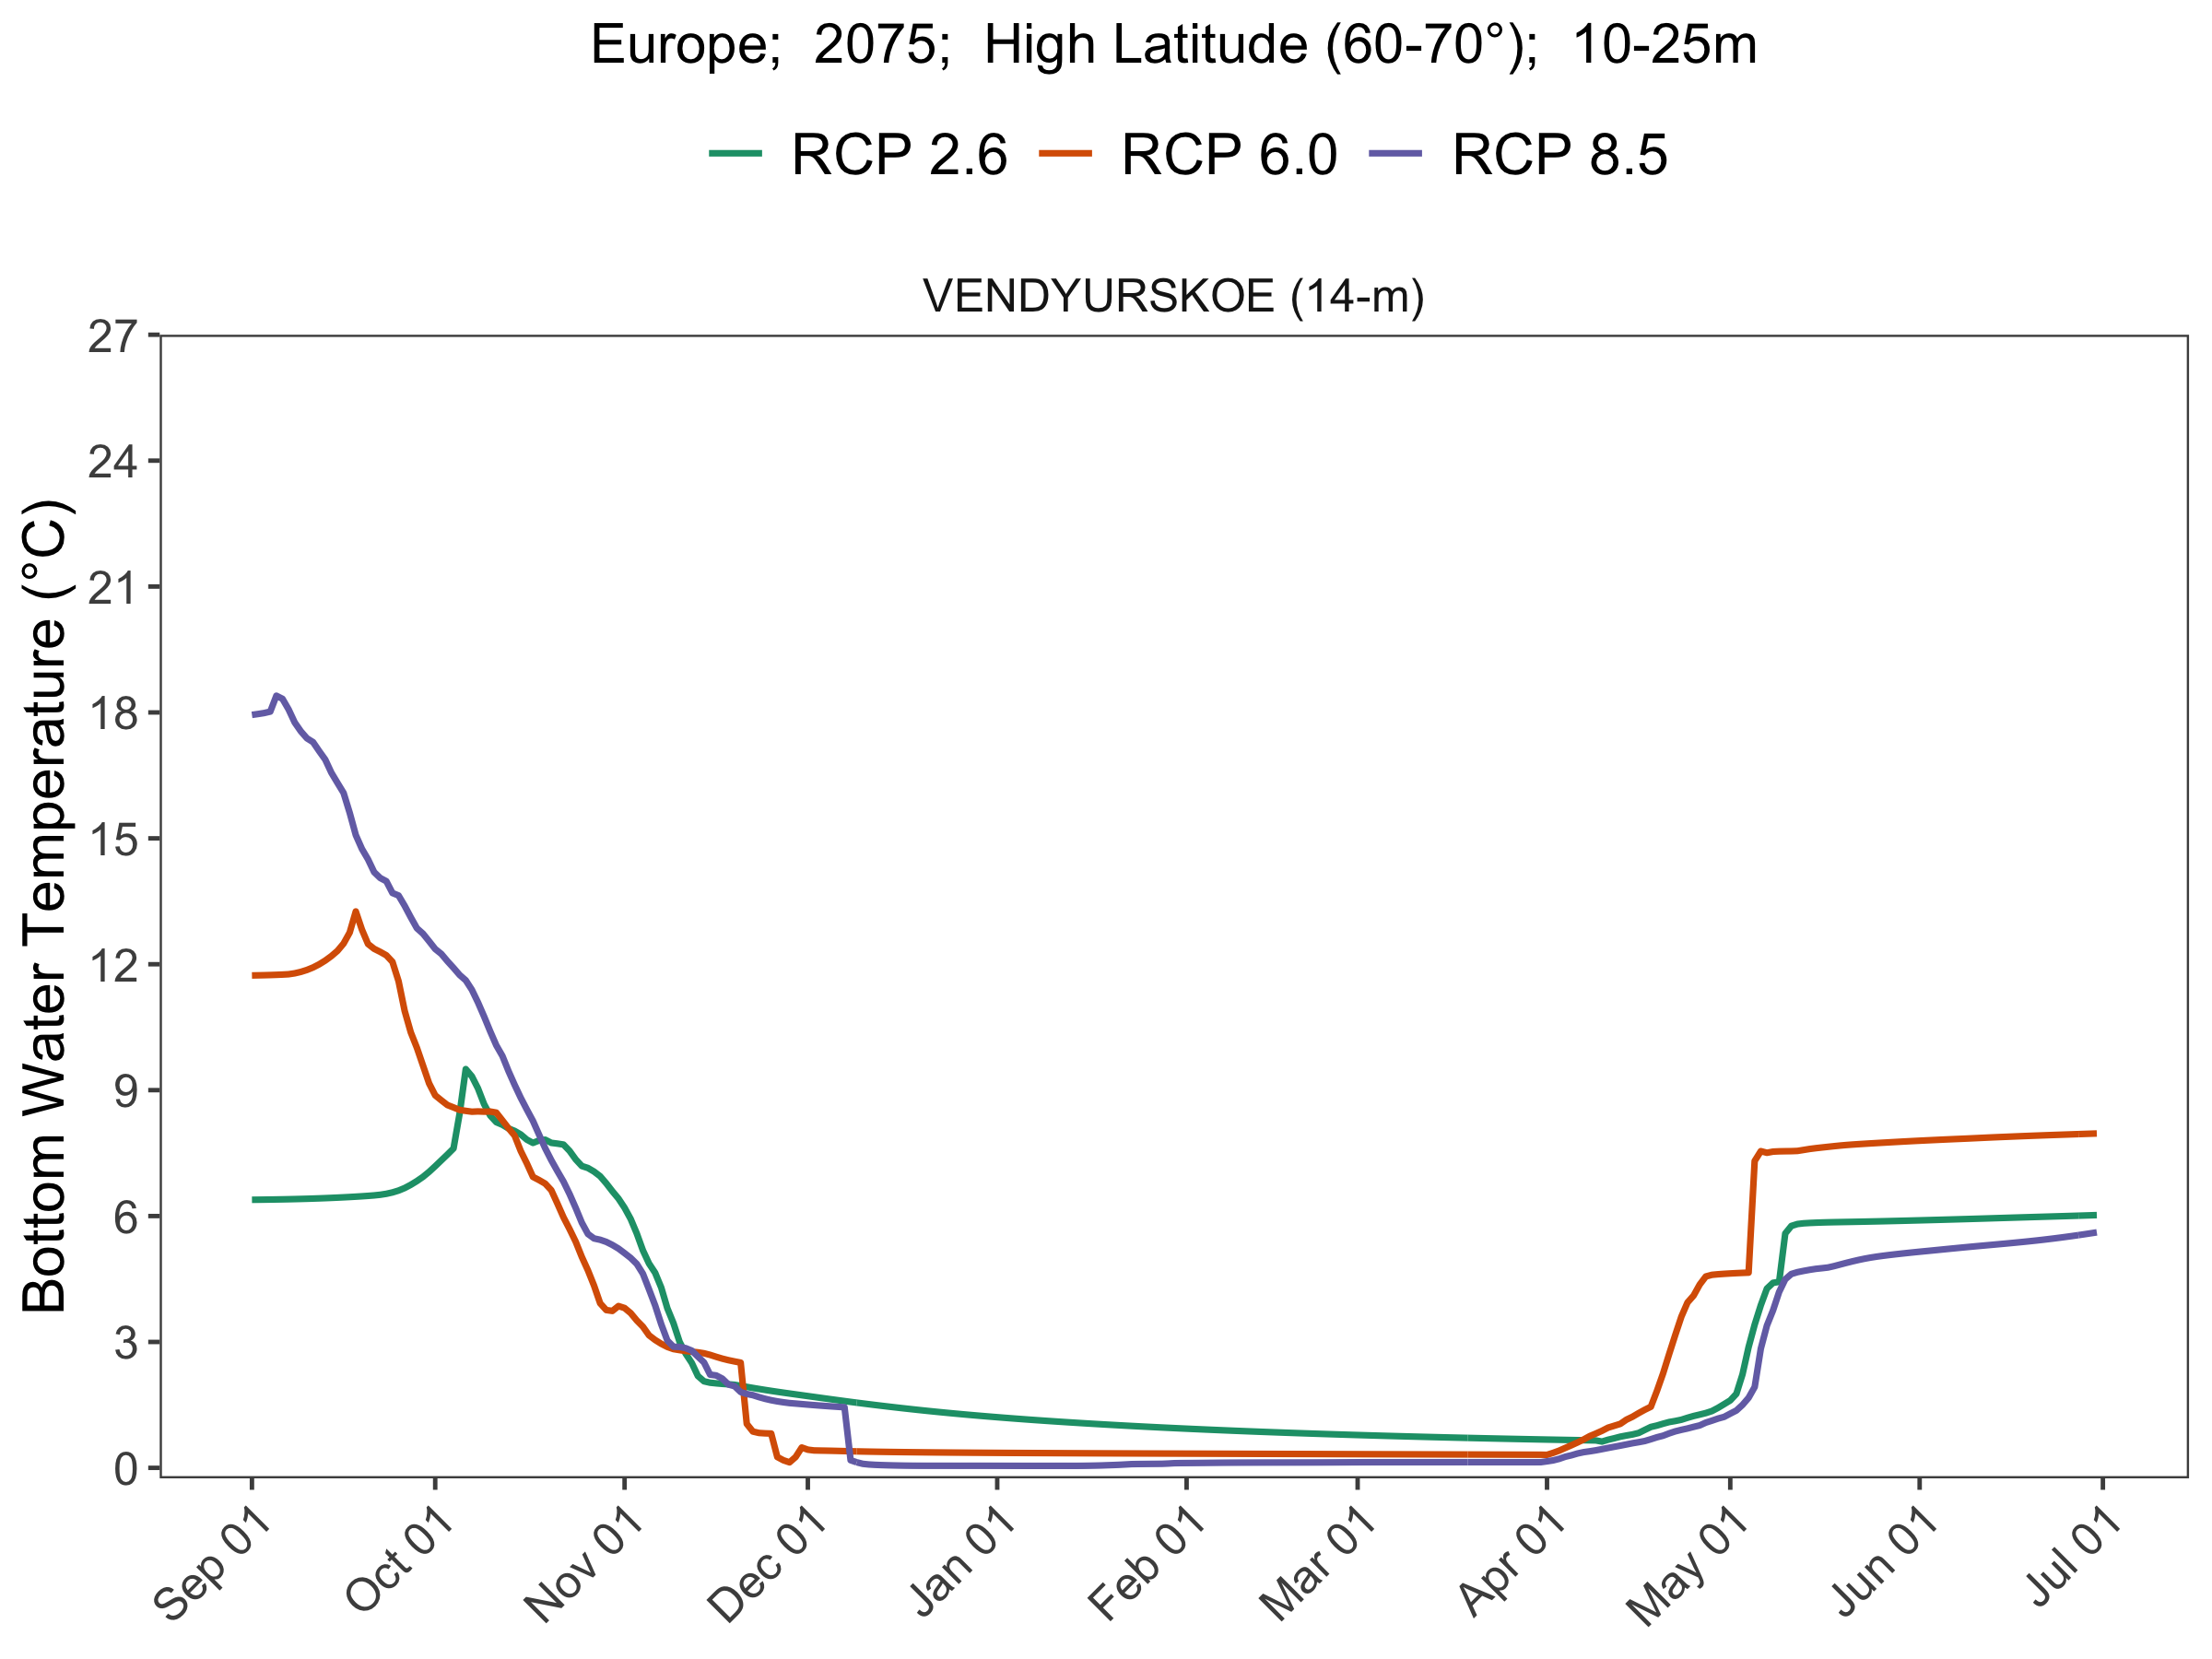 Europe;  2075;  High Latitude (60-70°);  10-25m
RCP 2.6 RCP 6.0 RCP 8.5
VENDYURSKOE (14-m)
Bottom Water Temperature (°C)
27
24
21
18
15
12
9
6
3
0
Sep 01 Oct 01 Nov 01 Dec 01 Jan 01 Feb 01 Mar 01 Apr 01 May 01 Jun 01 Jul 01